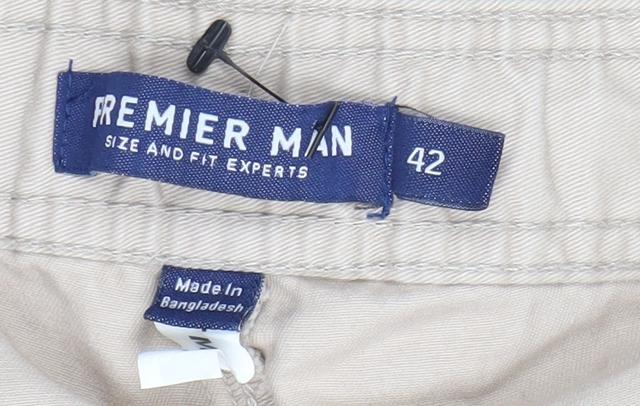 PREMIER MAN
SIZE AND FIT EXPERTS
42
Made In
Bangladesh
M